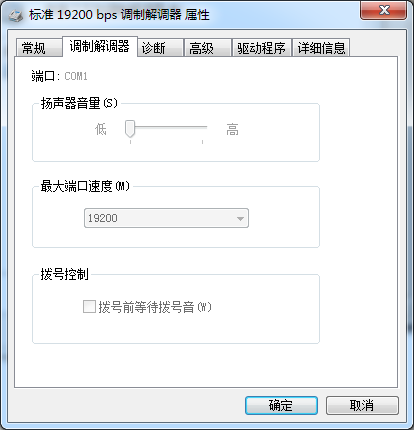 标准 19200 bps 调制解调器 属性
常规 调制解调器 诊断 高级 驱动程序 详细信息
端口: COM1
扬声器音量(S)
低 高
最大端口速度(M)
19200
拨号控制
拨号前等待拨号音(W)
确定 取消